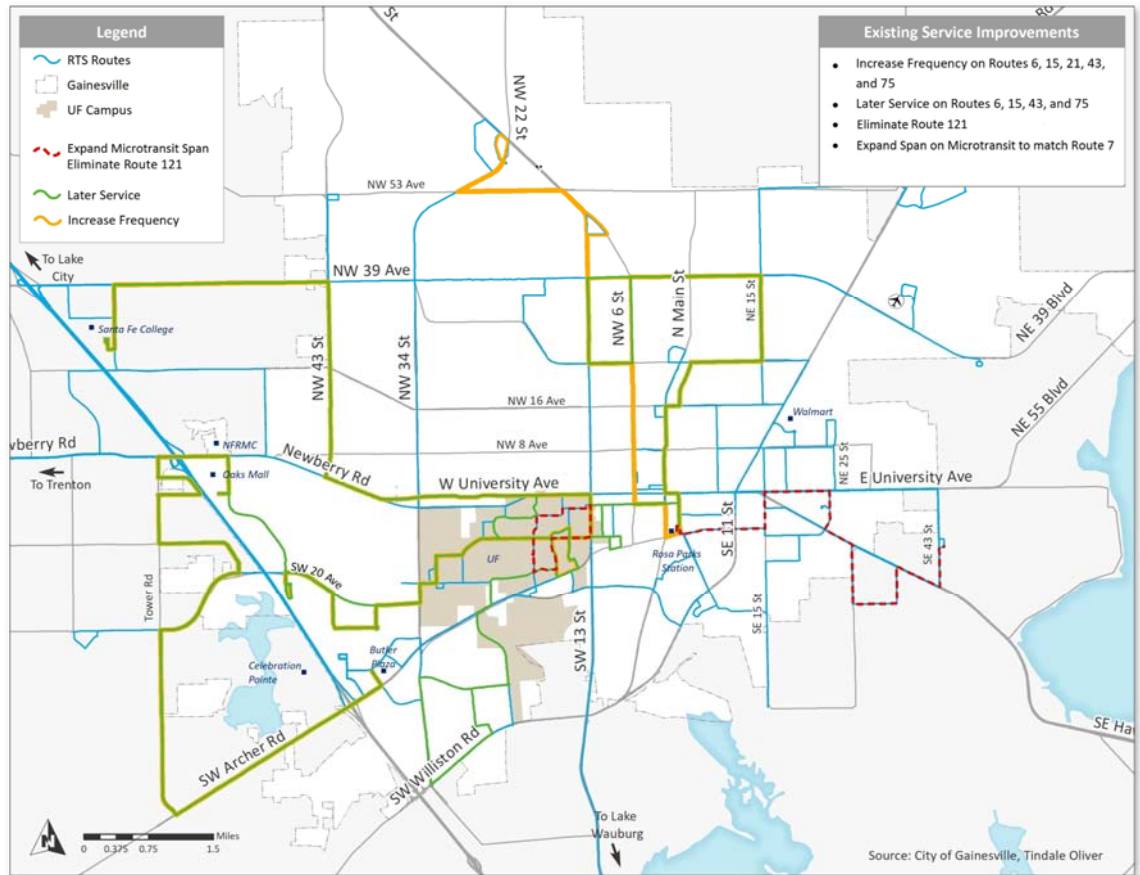 Legend
RTS Routes
Gainesville
UF Campus
Expand Microtransit Span
Eliminate Route 121
Later Service
Increase Frequency
Existing Service Improvements
• Increase Frequency on Routes 6, 15, 21, 43,
and 75
• Later Service on Routes 6, 15, 43, and 75
• Eliminate Route 121
• Expand Span on Microtransit to match Route 7
St
Rd
NW 22 St
NW 53 Ave
To Lake
City
NW 39 Ave
Santa Fe College
NW 43 St
NW 34 St
NW 6 St
N Main St
NE 15 St
NE 39 Blvd
NE 55 Blvd
NW 16 Ave
Walmart
NW 8 Ave
NFRMC
Oaks Mall
wberry Rd
Newberry Rd
To Trenton
W University Ave
E University Ave
NE 25 St
SE 11 St
SE 43 St
UF
Rosa Parks
Station
SW 20 Ave
Tower Rd
SE 15 St
SW 13 St
Celebration
Pointe
Butler
Plaza
SW Archer Rd
SW Williston Rd
SE Haw
To Lake
Wauburg
N
Miles
0 0.375 0.75 1.5
Source: City of Gainesville, Tindale Oliver